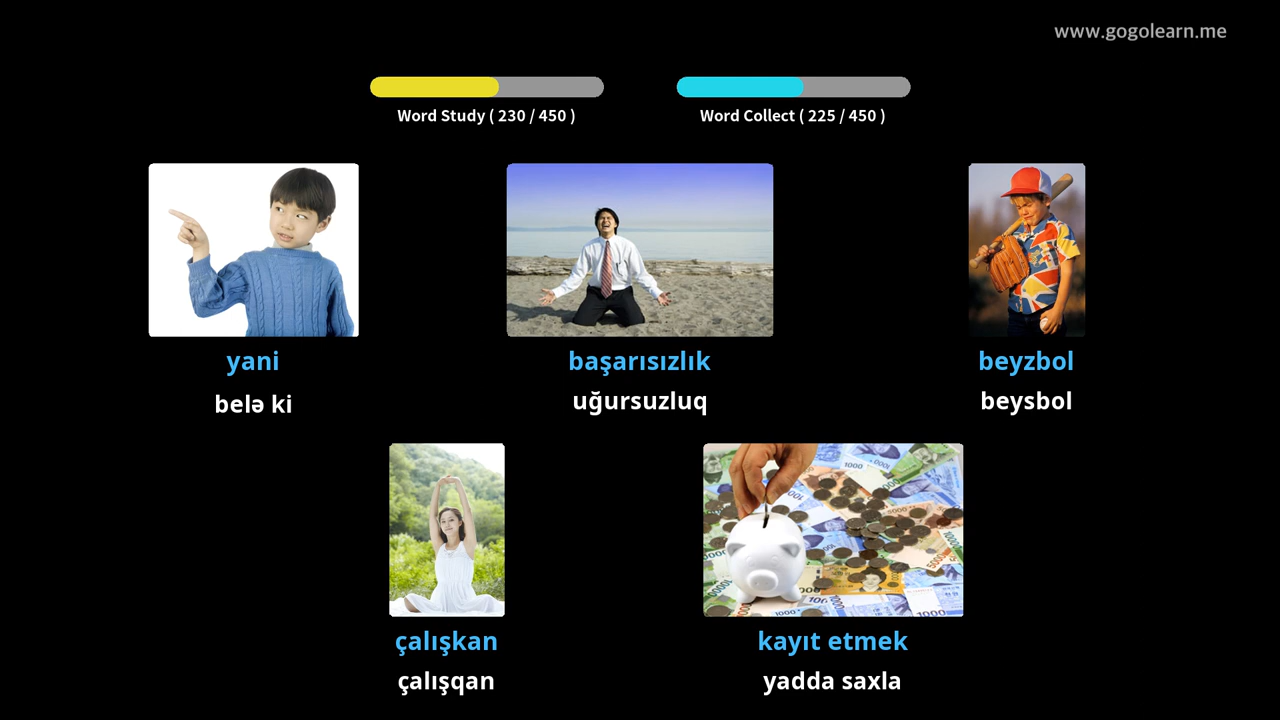 www.gogolearn.me
Word Study ( 230 / 450 )
Word Collect ( 225 / 450 )
yani
belə ki
başarısızlık
uğursuzluq
beyzbol
beysbol
çalışkan
çalışqan
kayıt etmek
yadda saxla